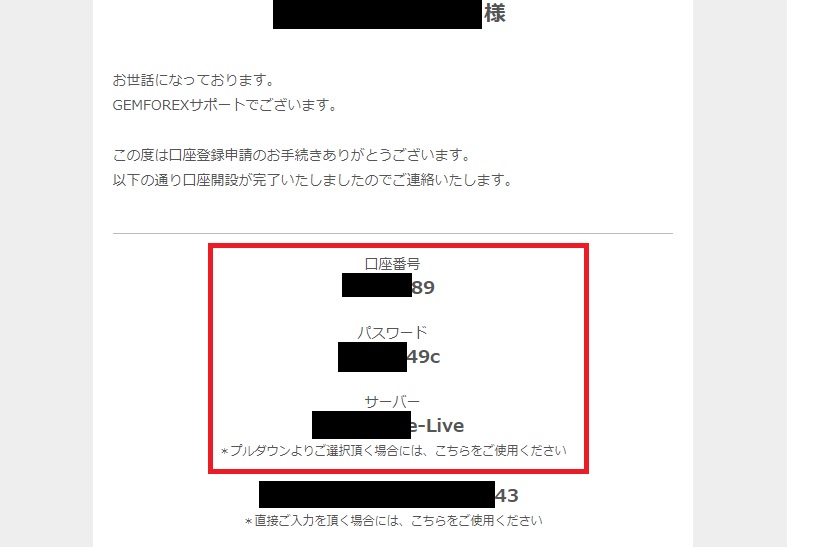 様
お世話になっております。
GEMFOREXサポートでございます。
この度は口座登録申請のお手続きありがとうございます。
以下の通り口座開設が完了いたしましたのでご連絡いたします。
口座番号
89
パスワード
49c
サーバー
e-Live
＊プルダウンよりご選択頂く場合には、こちらをご使用ください
43
＊直接ご入力を頂く場合には、こちらをご使用ください